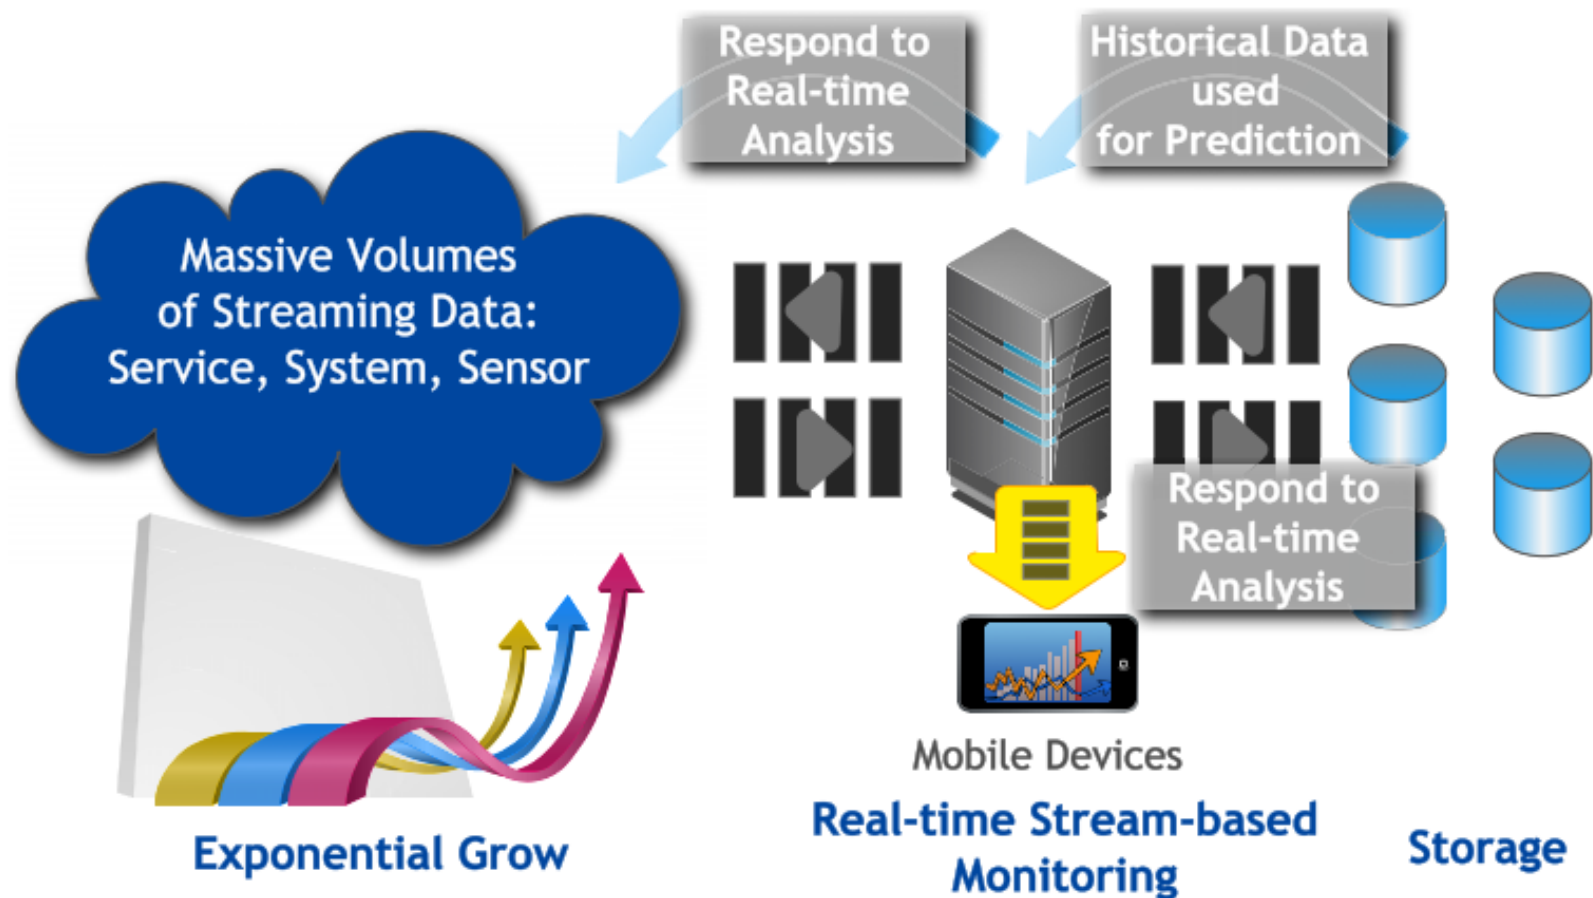 Respond to
Real-time
Analysis
Historical Data
used
for Prediction
Massive Volumes
of Streaming Data:
Service, System, Sensor
Respond to
Real-time
Analysis
Mobile Devices
Exponential Grow
Real-time Stream-based
Monitoring
Storage